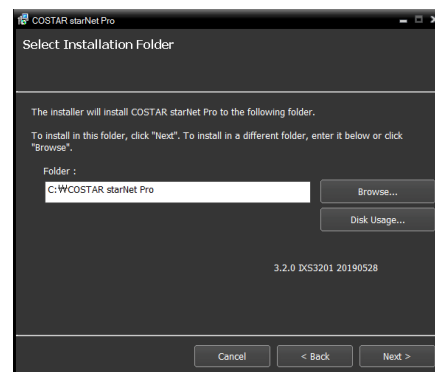 COSTAR starNet Pro
Select Installation Folder
The installer will install COSTAR starNet Pro to the following folder.
To install in this folder, click "Next". To install in a different folder, enter it below or click
"Browse".
Folder :
C:₩COSTAR starNet Pro
Browse...
Disk Usage...
3.2.0 IXS3201 20190528
Cancel
< Back
Next >